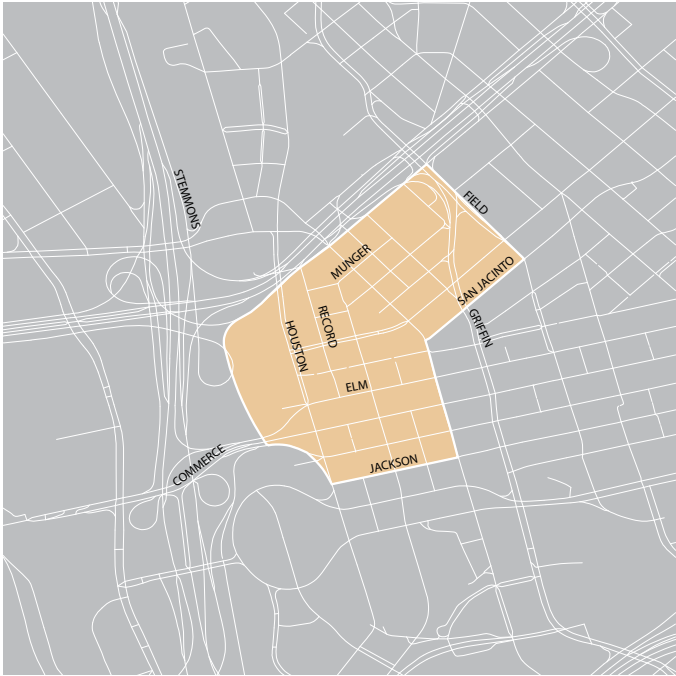 STEMMONS
FIELD
MUNGER
SAN JACINTO
RECORD
HOUSTON
GRIFFIN
ELM
COMMERCE
JACKSON